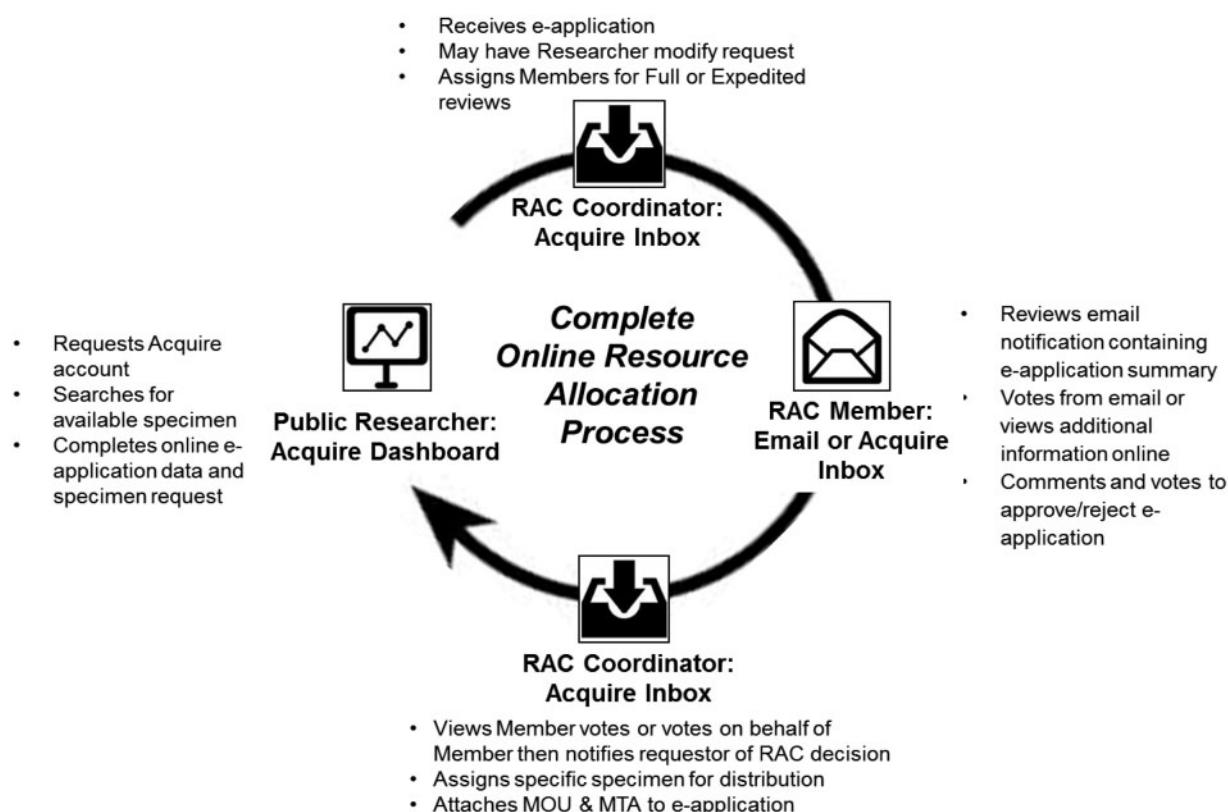 • Receives e-application
• May have Researcher modify request
• Assigns Members for Full or Expedited
reviews
RAC Coordinator:
Acquire Inbox
• Requests Acquire
account
• Searches for
available specimen
• Completes online e-
application data and
specimen request
Public Researcher:
Acquire Dashboard
Complete
Online Resource
Allocation
Process
RAC Member:
Email or Acquire
Inbox
• Reviews email
notification containing
e-application summary
• Votes from email or
views additional
information online
• Comments and votes to
approve/reject e-
application
RAC Coordinator:
Acquire Inbox
• Views Member votes or votes on behalf of
Member then notifies requestor of RAC decision
• Assigns specific specimen for distribution
• Attaches MOU & MTA to e-application